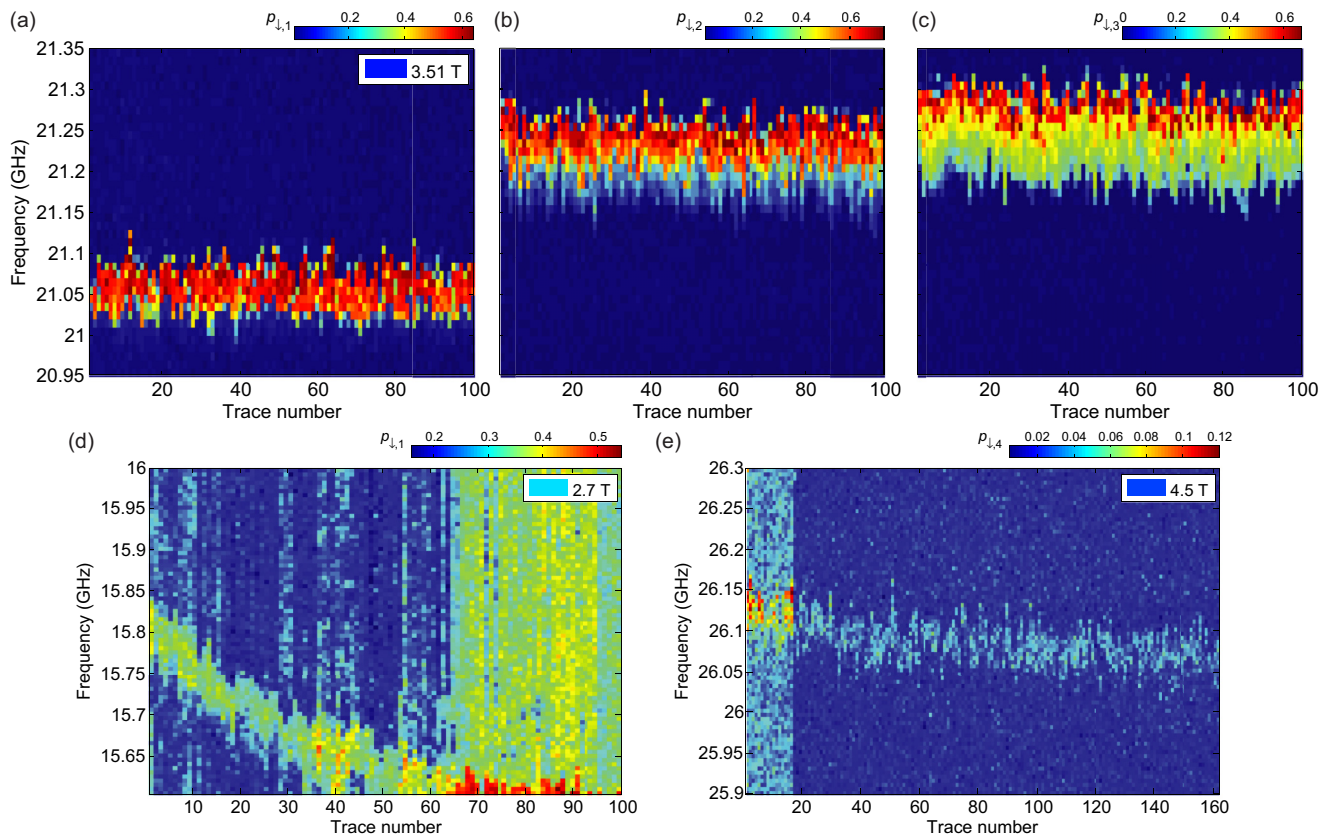 (a) p↓,1 0.2 0.4 0.6
(b) p↓,2 0.2 0.4 0.6
(c) p↓,3 0 0.2 0.4 0.6
21.35
21.3
21.25
21.2
21.15
21.1
21.05
21
20.95
Frequency (GHz)
3.51 T
20 40 60 80 100
Trace number
20 40 60 80 100
Trace number
20 40 60 80 100
Trace number
(d) p↓,1 0.2 0.3 0.4 0.5
16
15.95
15.9
15.85
15.8
15.75
15.7
15.65
Frequency (GHz)
2.7 T
10 20 30 40 50 60 70 80 90 100
Trace number
(e) p↓,4 0.02 0.04 0.06 0.08 0.1 0.12
26.3
26.25
26.2
26.15
26.1
26.05
26
25.95
25.9
Frequency (GHz)
4.5 T
20 40 60 80 100 120 140 160
Trace number